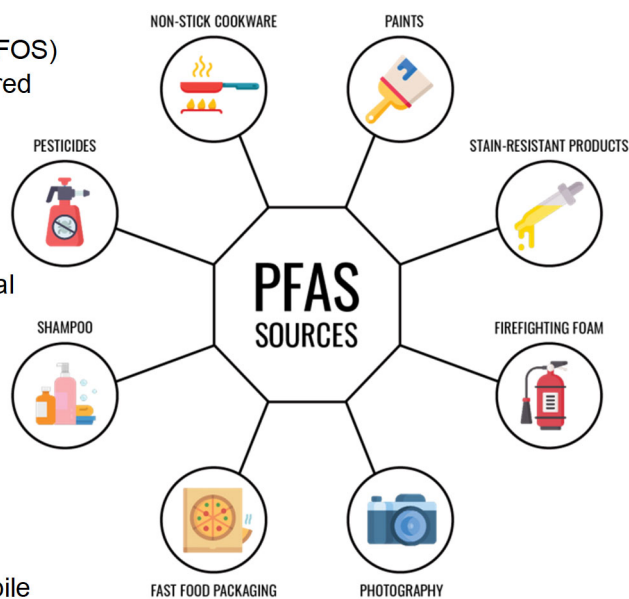 NON-STICK COOKWARE
PAINTS
FOS)
red
PESTICIDES
STAIN-RESISTANT PRODUCTS
PFAS
SOURCES
al
SHAMPOO
FIREFIGHTING FOAM
bile
FAST FOOD PACKAGING
PHOTOGRAPHY